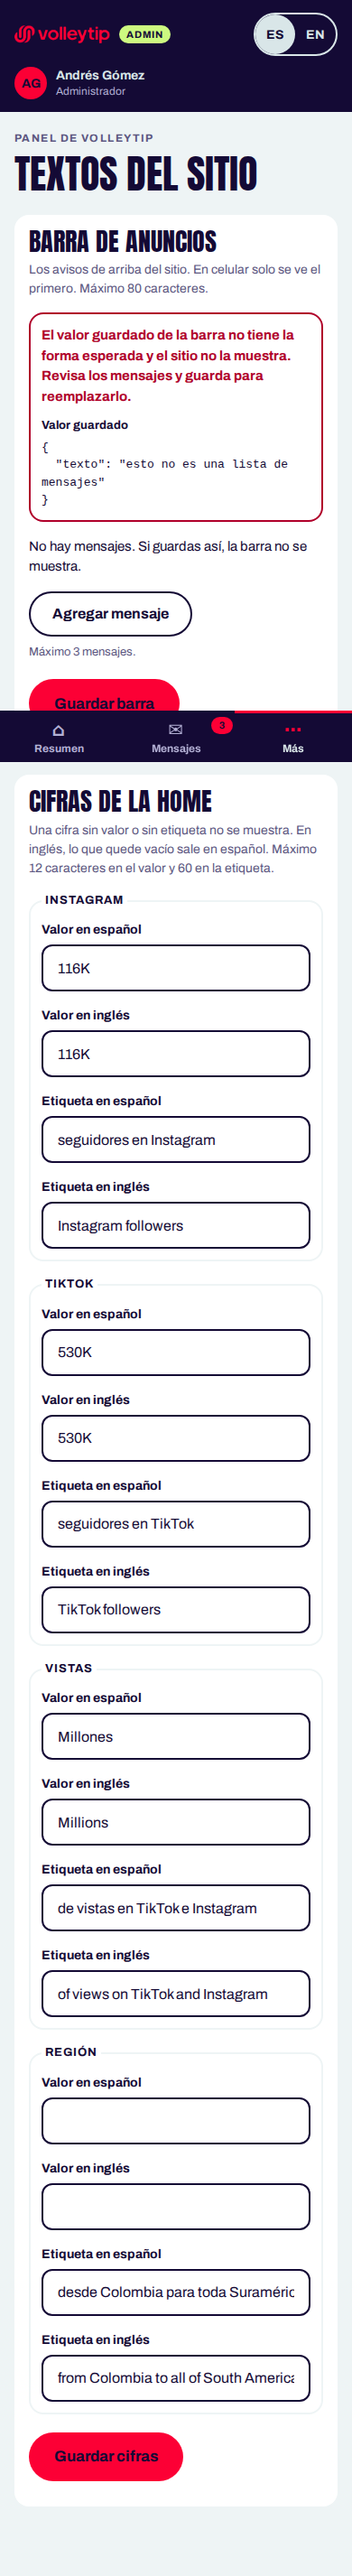 volleytip ADMIN ES EN
AG Andrés Gómez
Administrador
PANEL DE VOLLEYTIP
TEXTOS DEL SITIO
BARRA DE ANUNCIOS
Los avisos de arriba del sitio. En celular solo se ve el
primero. Máximo 80 caracteres.
El valor guardado de la barra no tiene la
forma esperada y el sitio no la muestra.
Revisa los mensajes y guarda para
reemplazarlo.
Valor guardado
{
"texto": "esto no es una lista de
mensajes"
}
No hay mensajes. Si guardas así, la barra no se
muestra.
Agregar mensaje
Máximo 3 mensajes.
Guardar barra
Resumen
Mensajes 3
Más
CIFRAS DE LA HOME
Una cifra sin valor o sin etiqueta no se muestra. En
inglés, lo que quede vacío sale en español. Máximo
12 caracteres en el valor y 60 en la etiqueta.
INSTAGRAM
Valor en español
116K
Valor en inglés
116K
Etiqueta en español
seguidores en Instagram
Etiqueta en inglés
Instagram followers
TIKTOK
Valor en español
530K
Valor en inglés
530K
Etiqueta en español
seguidores en TikTok
Etiqueta en inglés
TikTok followers
VISTAS
Valor en español
Millones
Valor en inglés
Millions
Etiqueta en español
de vistas en TikTok e Instagram
Etiqueta en inglés
of views on TikTok and Instagram
REGIÓN
Valor en español
Valor en inglés
Etiqueta en español
desde Colombia para toda Suraméric
Etiqueta en inglés
from Colombia to all of South America
Guardar cifras